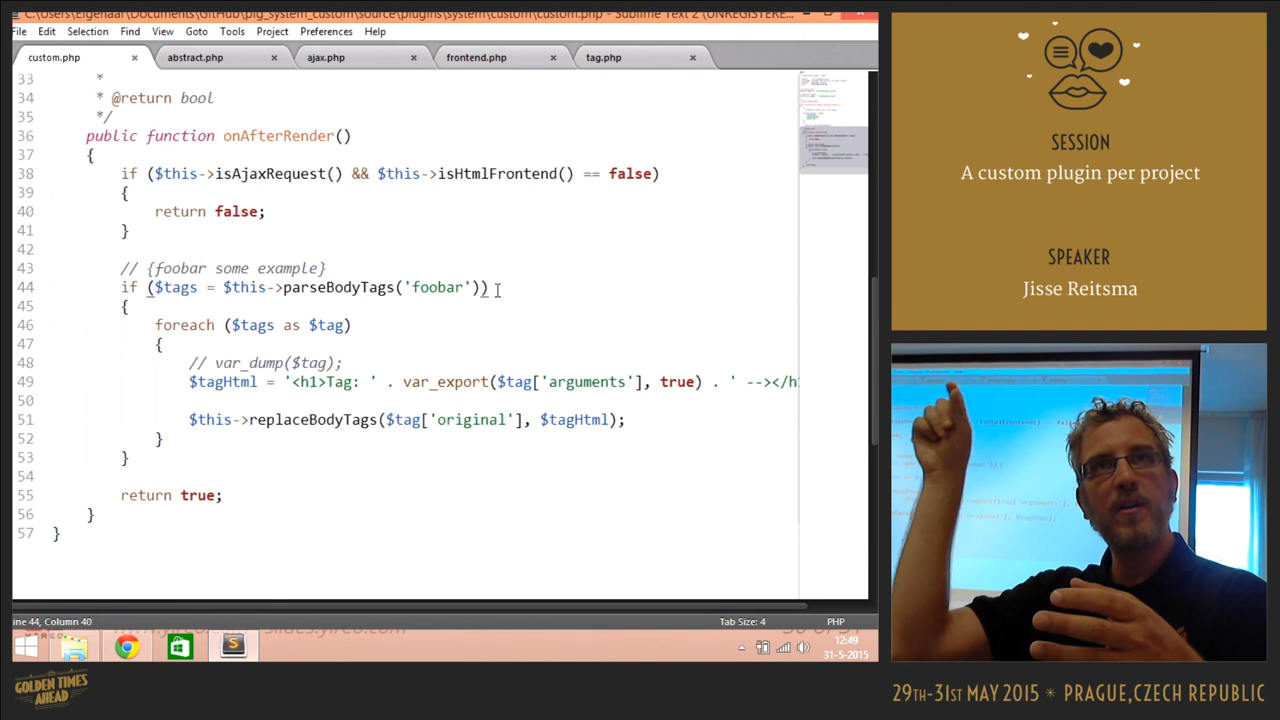 C:\Users\Eigenaar\Documents\GitHub\plg_system_custom\source\plugins\system\custom\custom.php - Sublime Text 2 (UNREGISTERE
File Edit Selection Find View Goto Tools Project Preferences Help
custom.php × abstract.php × ajax.php × frontend.php × tag.php ×
33 *
34 * @return bool
35 */
36 public function onAfterRender()
37 {
38 if ($this->isAjaxRequest() && $this->isHtmlFrontend() == false)
39 {
40 return false;
41 }
42
43 // {foobar some example}
44 if ($tags = $this->parseBodyTags('foobar'))
45 {
46 foreach ($tags as $tag)
47 {
48 // var_dump($tag);
49 $tagHtml = '<h1>Tag: ' . var_export($tag['arguments'], true) . ' --></h
50
51 $this->replaceBodyTags($tag['original'], $tagHtml);
52 }
53 }
54
55 return true;
56 }
57 }
ine 44, Column 40 Tab Size: 4 PHP
12:49
31-5-2015
SESSION
A custom plugin per project
SPEAKER
Jisse Reitsma
GOLDEN TIMES
AHEAD
29TH-31ST MAY 2015 * PRAGUE,CZECH REPUBLIC